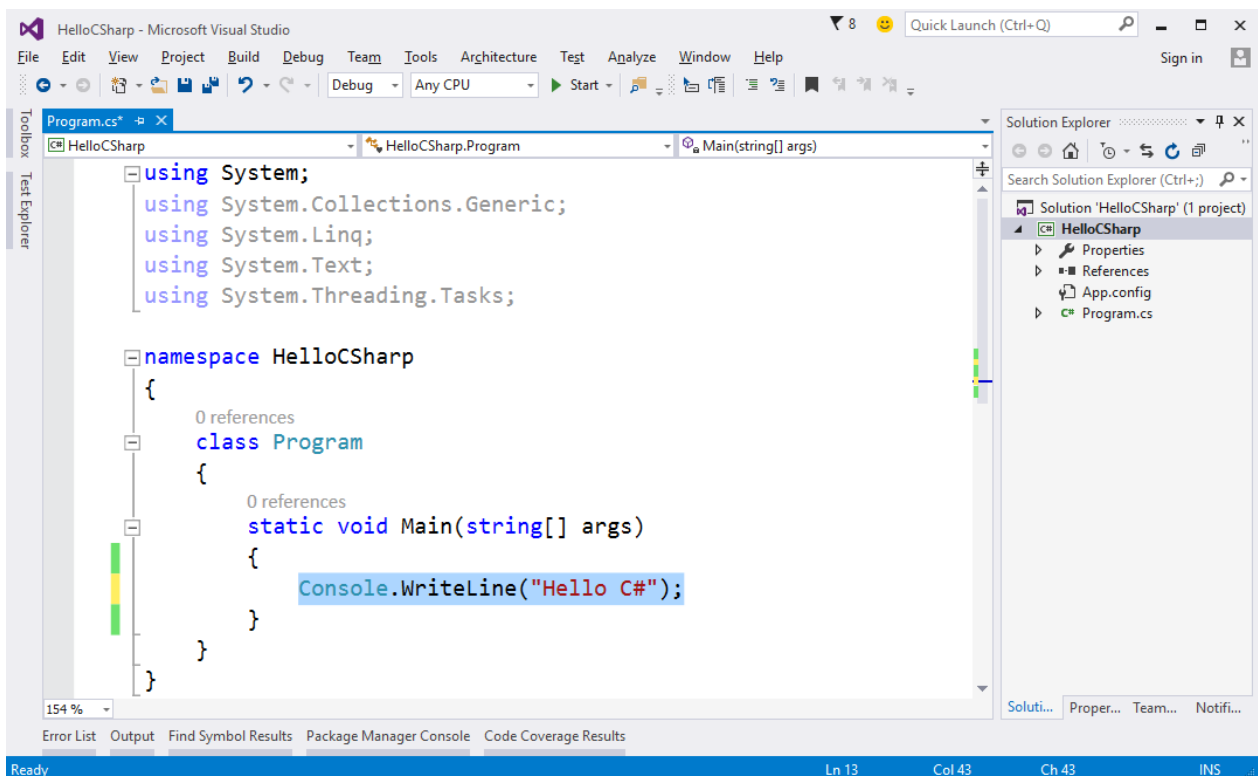 HelloCSharp - Microsoft Visual Studio
8
Quick Launch (Ctrl+Q)
File Edit View Project Build Debug Team Tools Architecture Test Analyze Window Help
Sign in
Debug Any CPU Start
Toolbox
Test Explorer
Program.cs*
C# HelloCSharp
HelloCSharp.Program
Main(string[] args)
using System;
using System.Collections.Generic;
using System.Linq;
using System.Text;
using System.Threading.Tasks;
namespace HelloCSharp
{
0 references
class Program
{
0 references
static void Main(string[] args)
{
Console.WriteLine("Hello C#");
}
}
}
154 %
Solution Explorer
Search Solution Explorer (Ctrl+;)
Solution 'HelloCSharp' (1 project)
C# HelloCSharp
Properties
References
App.config
C# Program.cs
Soluti... Proper... Team... Notifi...
Error List Output Find Symbol Results Package Manager Console Code Coverage Results
Ready Ln 13 Col 43 Ch 43 INS